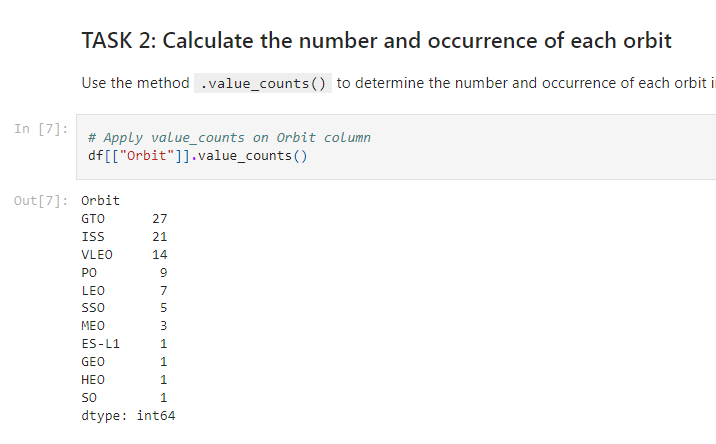 TASK 2: Calculate the number and occurrence of each orbit
Use the method .value_counts() to determine the number and occurrence of each orbit
In [7]:
# Apply value_counts on Orbit column
df[["Orbit"]].value_counts()
Out[7]:
Orbit
GTO 27
ISS 21
VLEO 14
PO 9
LEO 7
SSO 5
MEO 3
ES-L1 1
GEO 1
HEO 1
SO 1
dtype: int64